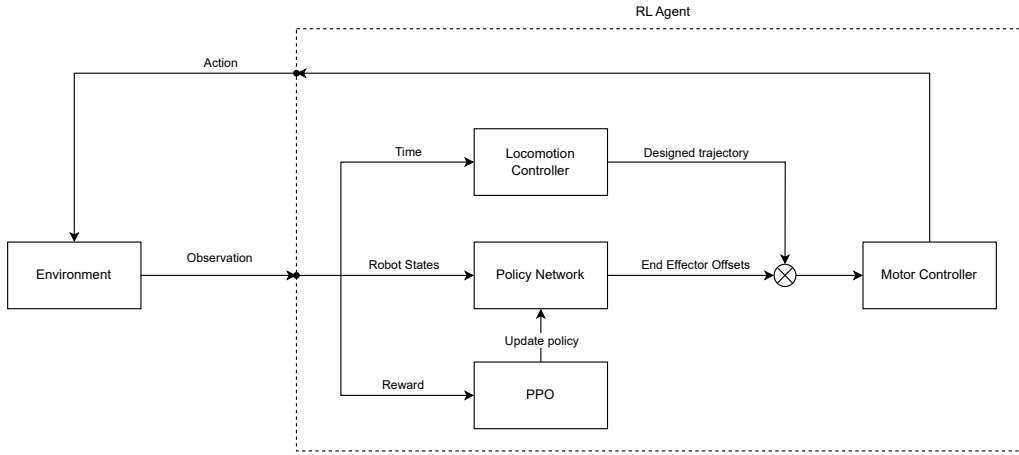 RL Agent
Action
Time
Locomotion
Controller
Designed trajectory
Environment
Observation
Robot States
Policy Network
End Effector Offsets
Motor Controller
Update policy
Reward
PPO